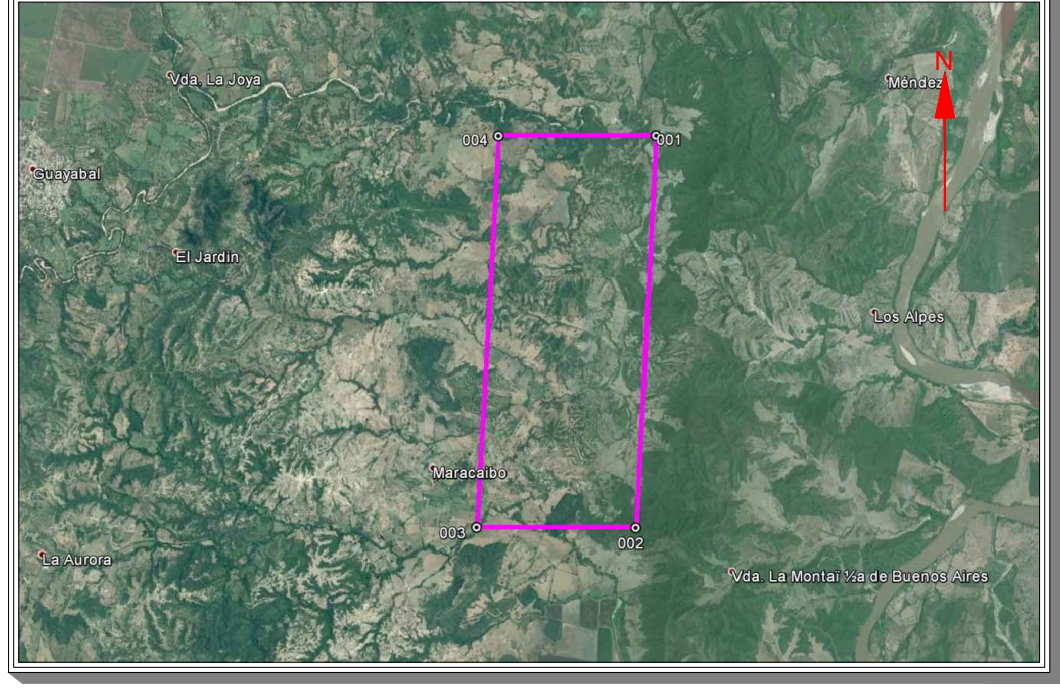 N
Vda. La Joya
Méndez
004
001
Guayabal
El Jardin
Los Alpes
Maracaibo
003
002
La Aurora
Vda. La Montaï ½a de Buenos Aires